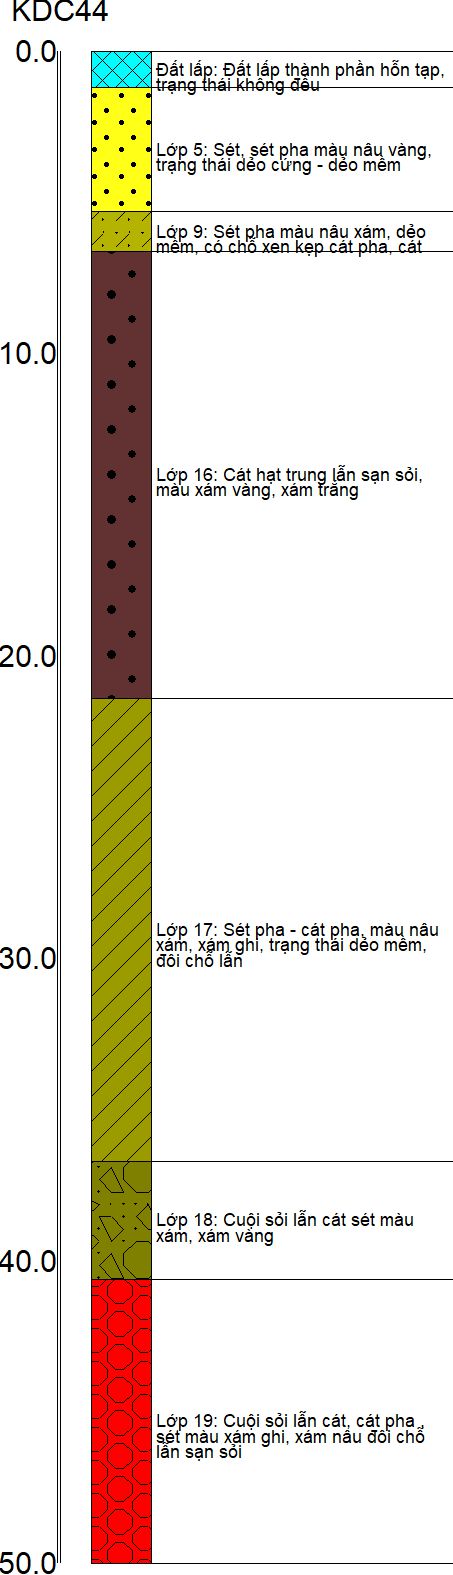 KDC44
0.0
Đất lấp: Đất lấp thành phần hỗn tạp,
trạng thái không đều
Lớp 5: Sét, sét pha màu nâu vàng,
trạng thái dẻo cứng - dẻo mềm
Lớp 9: Sét pha màu nâu xám, dẻo
mềm, có chỗ xen kẹp cát pha, cát
10.0
Lớp 16: Cát hạt trung lẫn sạn sỏi,
màu xám vàng, xám trắng
20.0
Lớp 17: Sét pha - cát pha, màu nâu
xám, xám ghi, trạng thái dẻo mềm,
đôi chỗ lẫn
30.0
Lớp 18: Cuội sỏi lẫn cát sét màu
xám, xám vàng
40.0
Lớp 19: Cuội sỏi lẫn cát, cát pha ,
sét màu xám ghi, xám nâu đôi chỗ
lẫn sạn sỏi
50.0